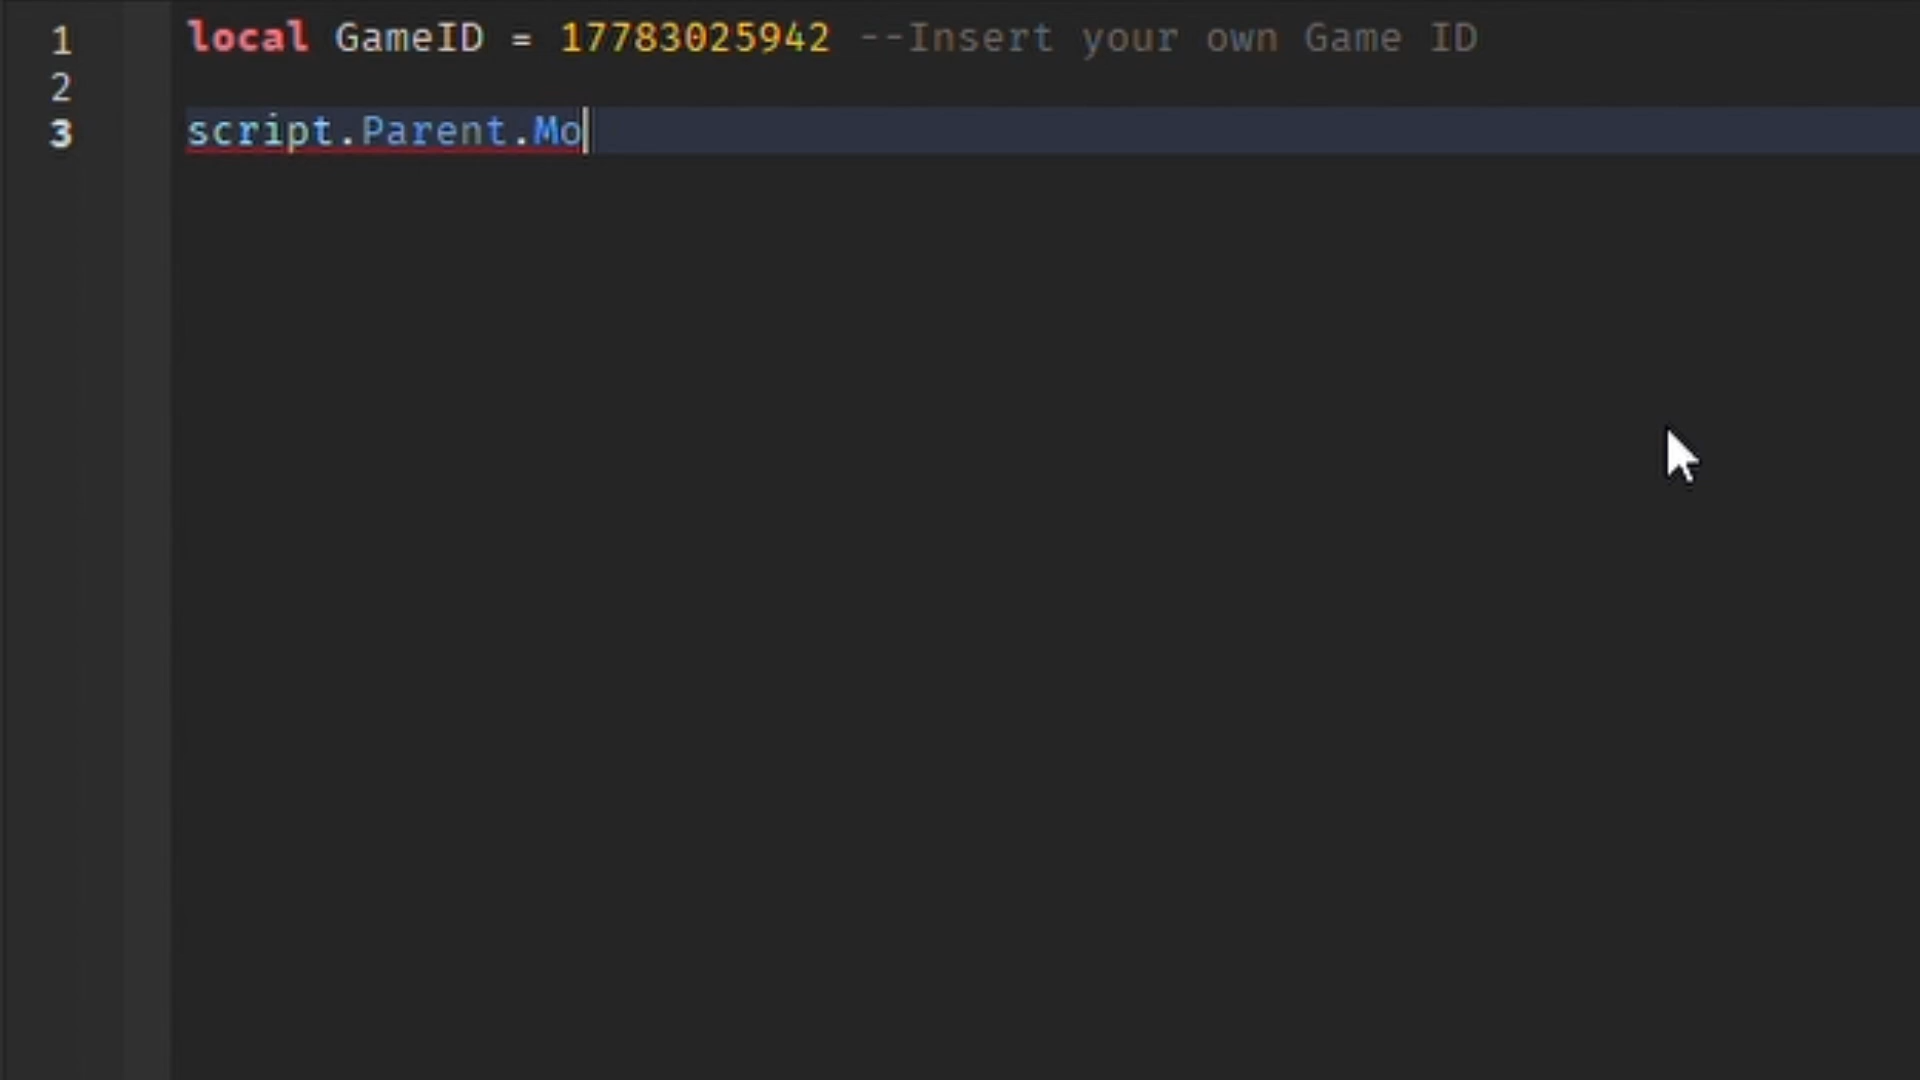 1 local GameID = 17783025942 --Insert your own Game ID
2
3 script.Parent.Mo